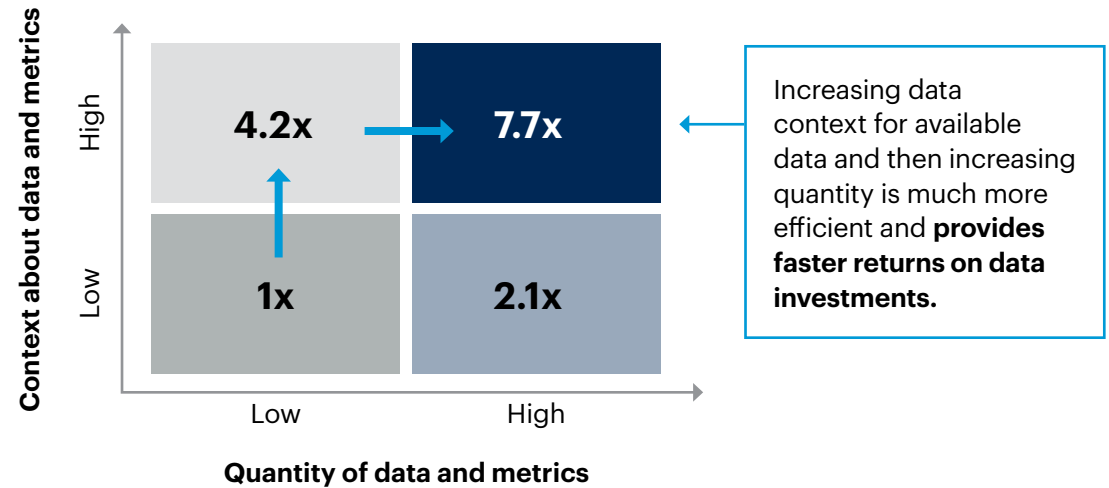 Context about data and metrics
High
Low
4.2x
7.7x
1x
2.1x
Low
High
Quantity of data and metrics
Increasing data
context for available
data and then increasing
quantity is much more
efficient and provides
faster returns on data
investments.